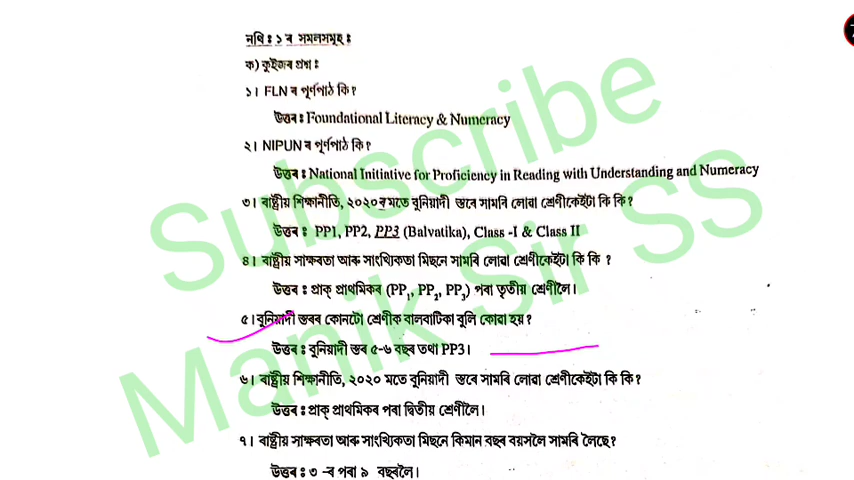 নথি ঃ ১ ৰ সমলসমূহ ঃ
ক) কুইজৰ প্ৰশ্ন ঃ
১। FLN ৰ পূৰ্ণপাঠ কি?
উত্তৰ ঃ Foundational Literacy & Numeracy
২। NIPUN ৰ পূৰ্ণপাঠ কি?
উত্তৰ ঃ National Initiative for Proficiency in Reading with Understanding and Numeracy
৩। ৰাষ্ট্ৰীয় শিক্ষানীতি, ২০২০ৰ মতে বুনিয়াদী স্তৰে সামৰি লোৱা শ্ৰেণীকেইটা কি কি?
উত্তৰ ঃ PP1, PP2, PP3 (Balvatika), Class -I & Class II
৪। ৰাষ্ট্ৰীয় সাক্ষৰতা আৰু সাংখ্যিকতা মিছনে সামৰি লোৱা শ্ৰেণীকেইটা কি কি ?
উত্তৰ ঃ প্ৰাক্ প্ৰাথমিকৰ (PP₁, PP₂, PP₃) পৰা তৃতীয় শ্ৰেণীলৈ।
৫। বুনিয়াদী স্তৰৰ কোনটো শ্ৰেণীক বালবাটিকা বুলি কোৱা হয়?
উত্তৰ ঃ বুনিয়াদী স্তৰ ৫-৬ বছৰ তথা PP3।
৬। ৰাষ্ট্ৰীয় শিক্ষানীতি, ২০২০ মতে বুনিয়াদী স্তৰে সামৰি লোৱা শ্ৰেণীকেইটা কি কি?
উত্তৰ ঃ প্ৰাক্ প্ৰাথমিকৰ পৰা দ্বিতীয় শ্ৰেণীলৈ।
৭। ৰাষ্ট্ৰীয় সাক্ষৰতা আৰু সাংখ্যিকতা মিছনে কিমান বছৰ বয়সলৈ সামৰি লৈছে?
উত্তৰ ঃ ৩ -ৰ পৰা ৯ বছৰলৈ।
Subscribe
Manik Sir SS